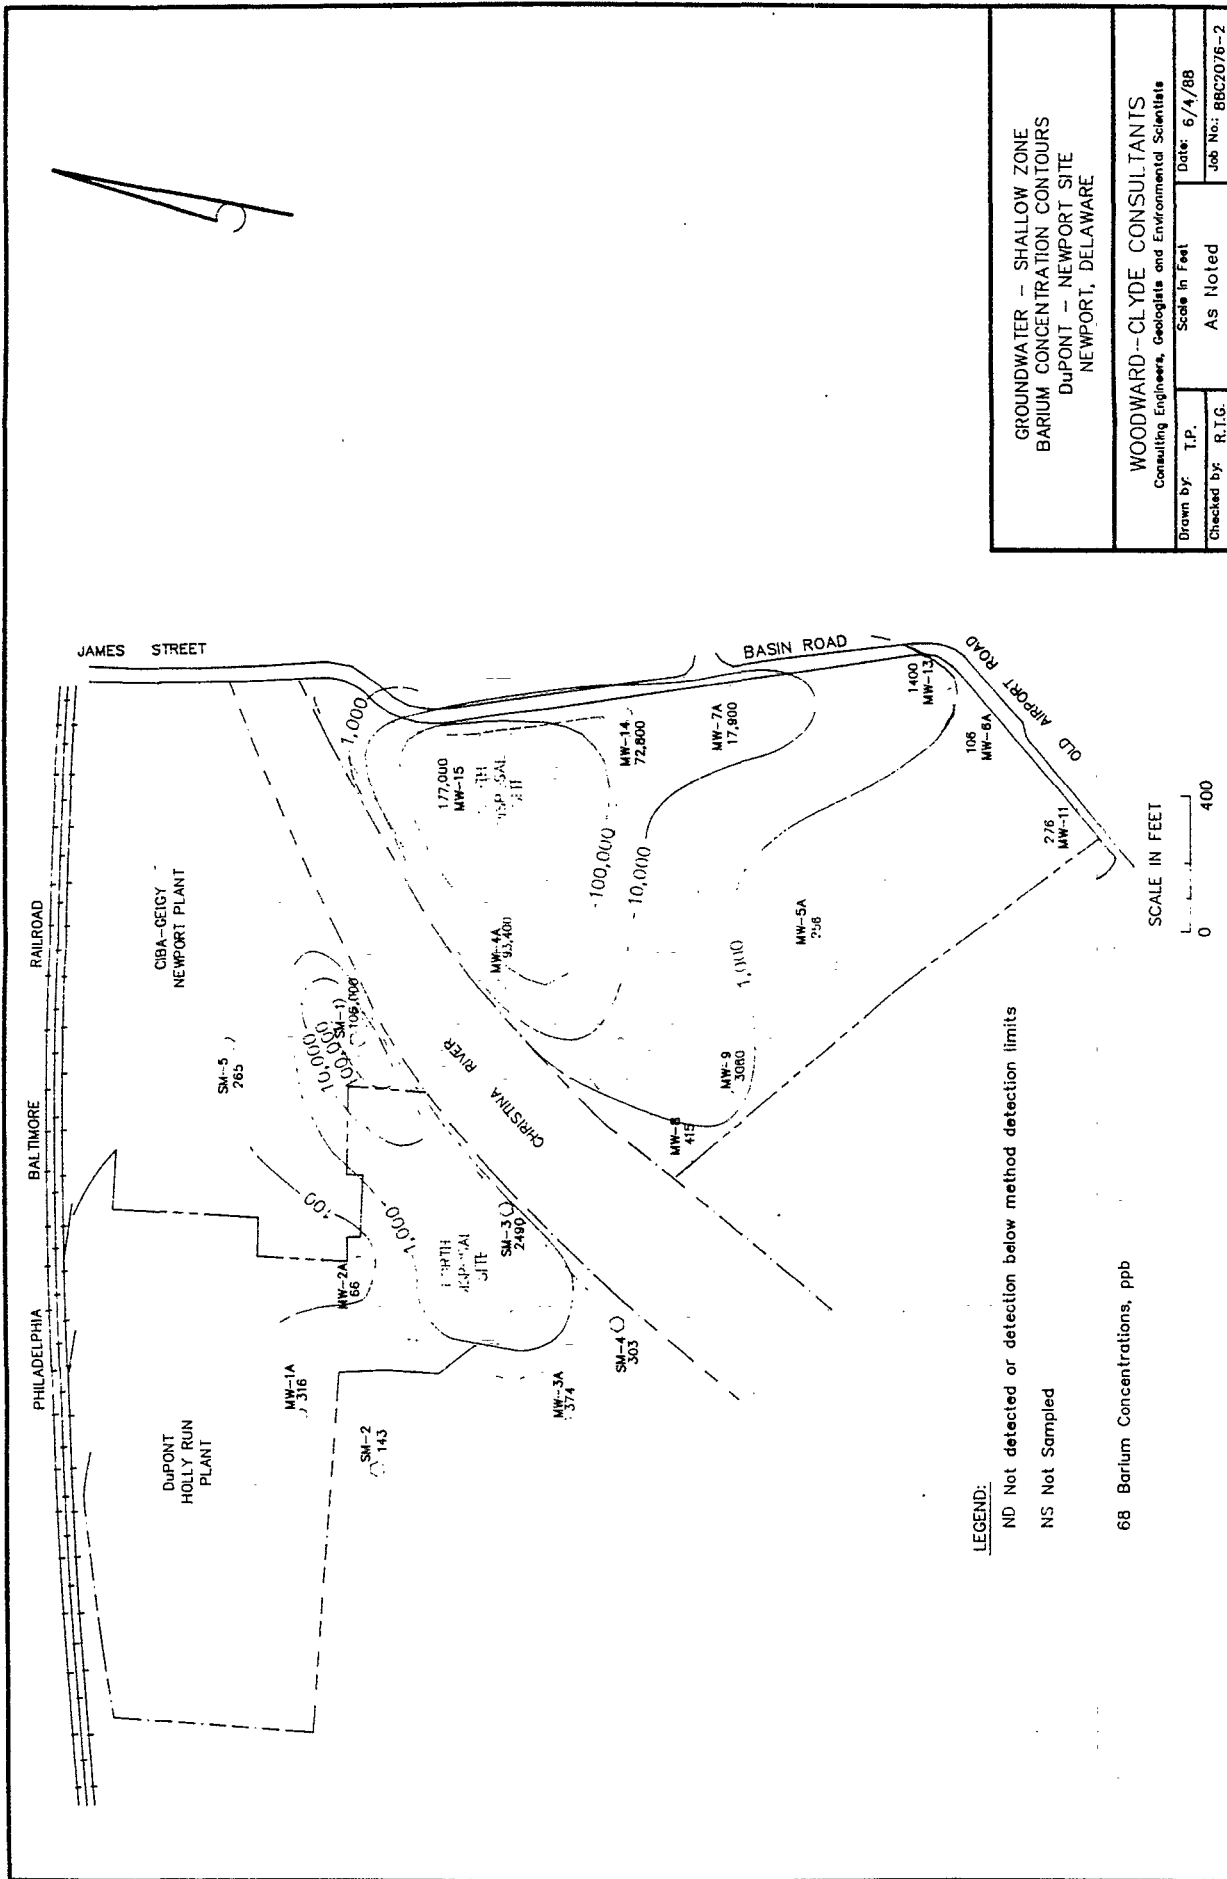 PHILADELPHIA BALTIMORE RAILROAD
JAMES STREET
DuPONT
HOLLY RUN
PLANT
CIBA-GEIGY
NEWPORT PLANT
SM-5
265
MW-1A
316
SM-2
143
MW-2A
66
100
1,000
10,000
SM-1
SM-3
2490
SM-4
303
MW-3A
374
CHRISTINA RIVER
1,000
177,000
MW-15
MW-4A
93,400
100,000
10,000
1,000
MW-14
72,800
MW-7A
17,900
MW-5A
MW-9
3080
MW-8
415
1400
MW-13
106
MW-6A
276
MW-11
BASIN ROAD
OLD AIRPORT ROAD
SCALE IN FEET
0 400
LEGEND:
ND Not detected or detection below method detection limits
NS Not Sampled
68 Barium Concentrations, ppb
GROUNDWATER - SHALLOW ZONE
BARIUM CONCENTRATION CONTOURS
DuPONT - NEWPORT SITE
NEWPORT, DELAWARE
WOODWARD--CLYDE CONSULTANTS
Consulting Engineers, Geologists and Environmental Scientists
Drawn by: T.P.
Scale In Feet
Date: 6/4/88
Checked by: R.T.G.
As Noted
Job No.: 88C2076-2